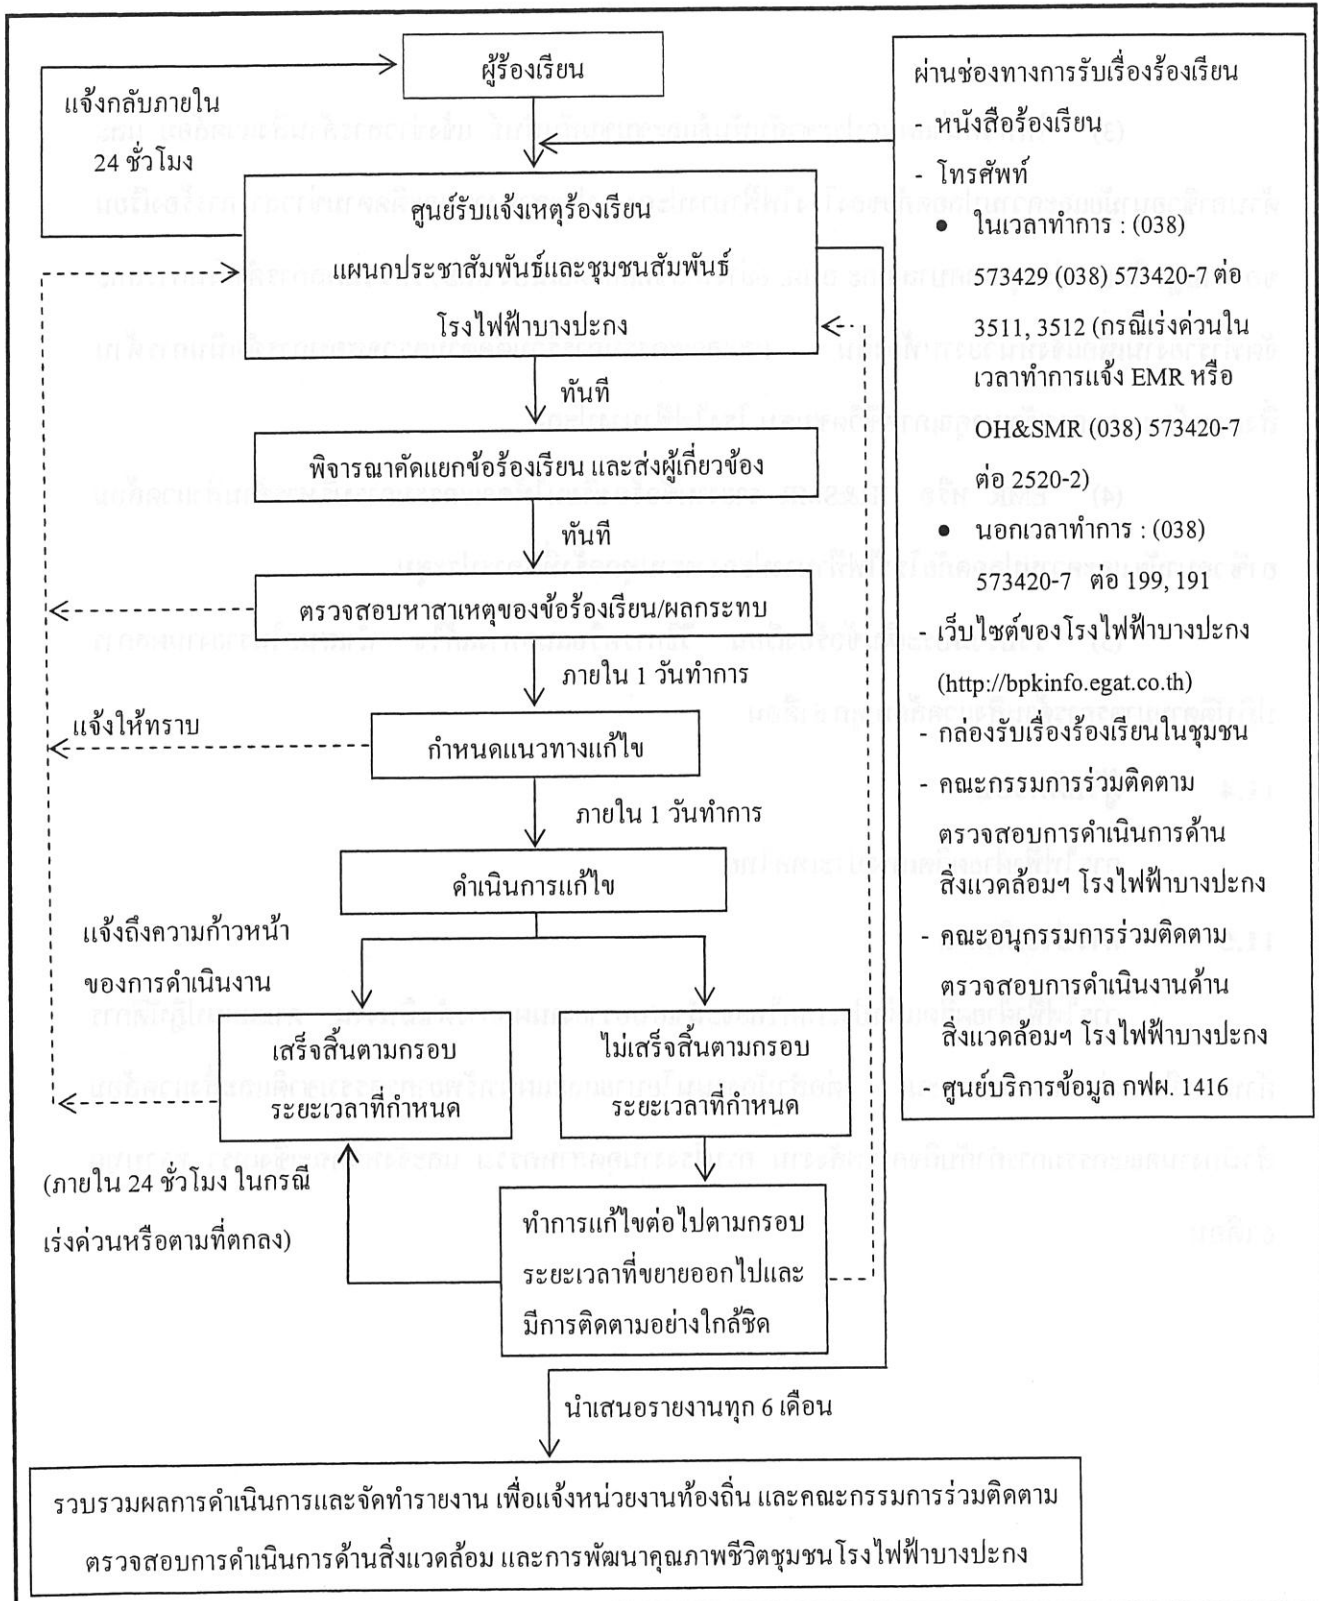 ผู้ร้องเรียน
แจ้งกลับภายใน
24 ชั่วโมง
ศูนย์รับแจ้งเหตุร้องเรียน
แผนกประชาสัมพันธ์และชุมชนสัมพันธ์
โรงไฟฟ้าบางปะกง
ทันที
พิจารณาคัดแยกข้อร้องเรียน และส่งผู้เกี่ยวข้อง
ทันที
ตรวจสอบหาสาเหตุของข้อร้องเรียน/ผลกระทบ
ภายใน 1 วันทำการ
แจ้งให้ทราบ
กำหนดแนวทางแก้ไข
ภายใน 1 วันทำการ
ดำเนินการแก้ไข
แจ้งถึงความก้าวหน้า
ของการดำเนินงาน
เสร็จสิ้นตามกรอบ
ระยะเวลาที่กำหนด
ไม่เสร็จสิ้นตามกรอบ
ระยะเวลาที่กำหนด
(ภายใน 24 ชั่วโมง ในกรณี
เร่งด่วนหรือตามที่ตกลง)
ทำการแก้ไขต่อไปตามกรอบ
ระยะเวลาที่ขยายออกไปและ
มีการติดตามอย่างใกล้ชิด
นำเสนอรายงานทุก 6 เดือน
รวบรวมผลการดำเนินการและจัดทำรายงาน เพื่อแจ้งหน่วยงานท้องถิ่น และคณะกรรมการร่วมติดตาม
ตรวจสอบการดำเนินการด้านสิ่งแวดล้อม และการพัฒนาคุณภาพชีวิตชุมชนโรงไฟฟ้าบางปะกง
ผ่านช่องทางการรับเรื่องร้องเรียน
- หนังสือร้องเรียน
- โทรศัพท์
● ในเวลาทำการ : (038)
573429 (038) 573420-7 ต่อ
3511, 3512 (กรณีเร่งด่วนใน
เวลาทำการแจ้ง EMR หรือ
OH&SMR (038) 573420-7
ต่อ 2520-2)
● นอกเวลาทำการ : (038)
573420-7 ต่อ 199, 191
- เว็บไซต์ของโรงไฟฟ้าบางปะกง
(http://bpkinfo.egat.co.th)
- กล่องรับเรื่องร้องเรียนในชุมชน
- คณะกรรมการร่วมติดตาม
ตรวจสอบการดำเนินการด้าน
สิ่งแวดล้อมฯ โรงไฟฟ้าบางปะกง
- คณะอนุกรรมการร่วมติดตาม
ตรวจสอบการดำเนินงานด้าน
สิ่งแวดล้อมฯ โรงไฟฟ้าบางปะกง
- ศูนย์บริการข้อมูล กฟผ. 1416